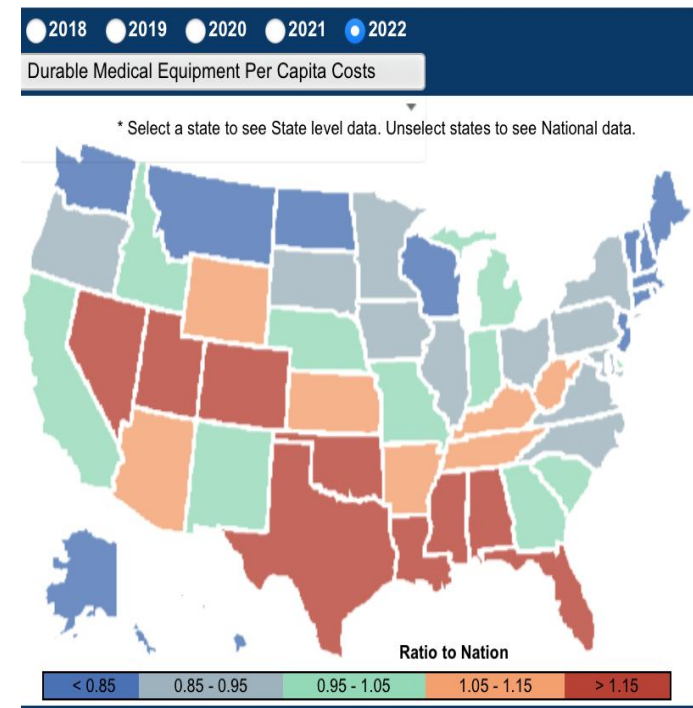 2018 2019 2020 2021 2022
Durable Medical Equipment Per Capita Costs
* Select a state to see State level data. Unselect states to see National data.
Ratio to Nation
< 0.85 0.85 - 0.95 0.95 - 1.05 1.05 - 1.15 > 1.15